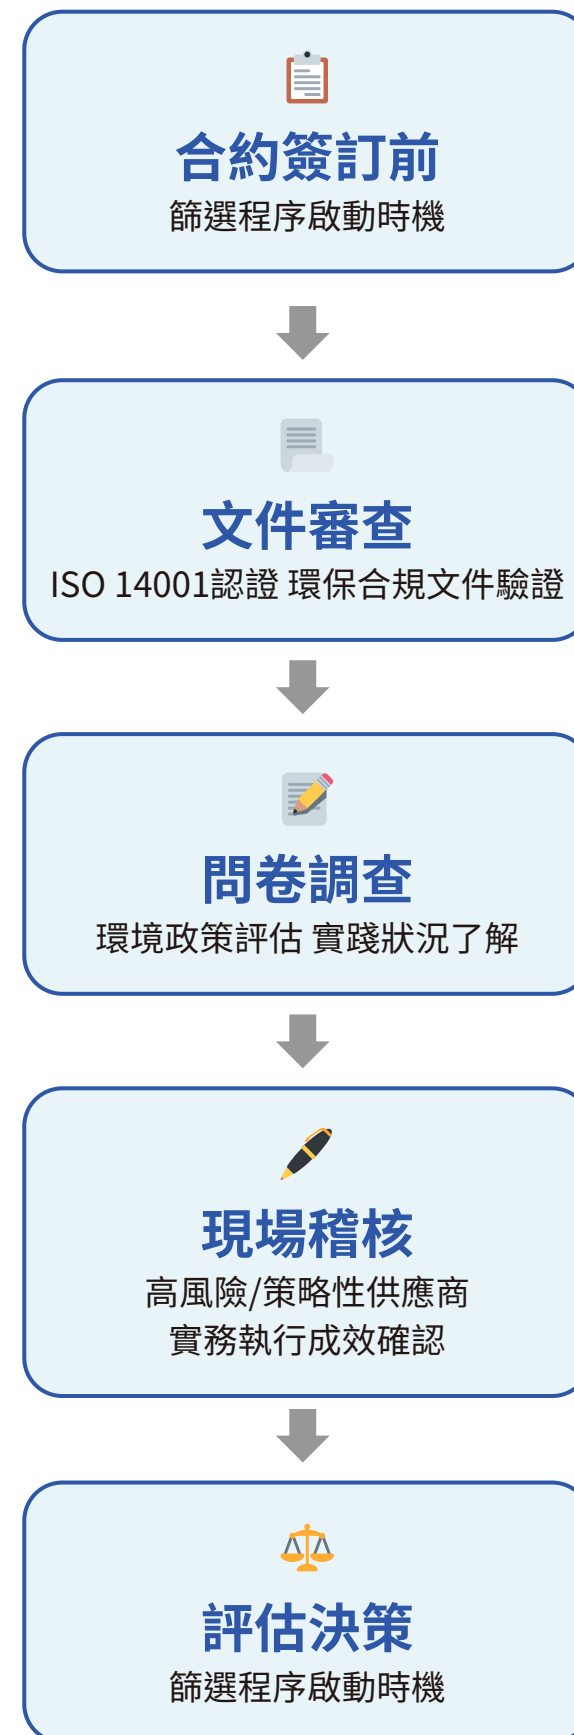 合約簽訂前
篩選程序啟動時機
文件審查
ISO 14001認證 環保合規文件驗證
問卷調查
環境政策評估 實踐狀況了解
現場稽核
高風險/策略性供應商
實務執行成效確認
評估決策
篩選程序啟動時機